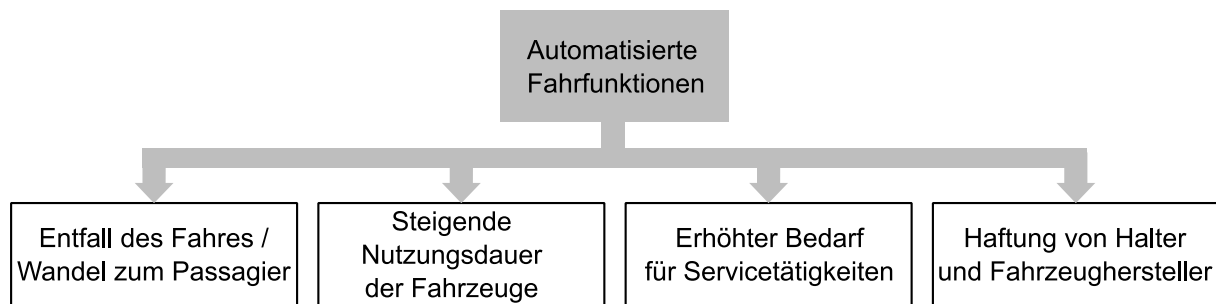 Automatisierte
Fahrfunktionen
Entfall des Fahres /
Wandel zum Passagier
Steigende
Nutzungsdauer
der Fahrzeuge
Erhöhter Bedarf
für Servicetätigkeiten
Haftung von Halter
und Fahrzeughersteller